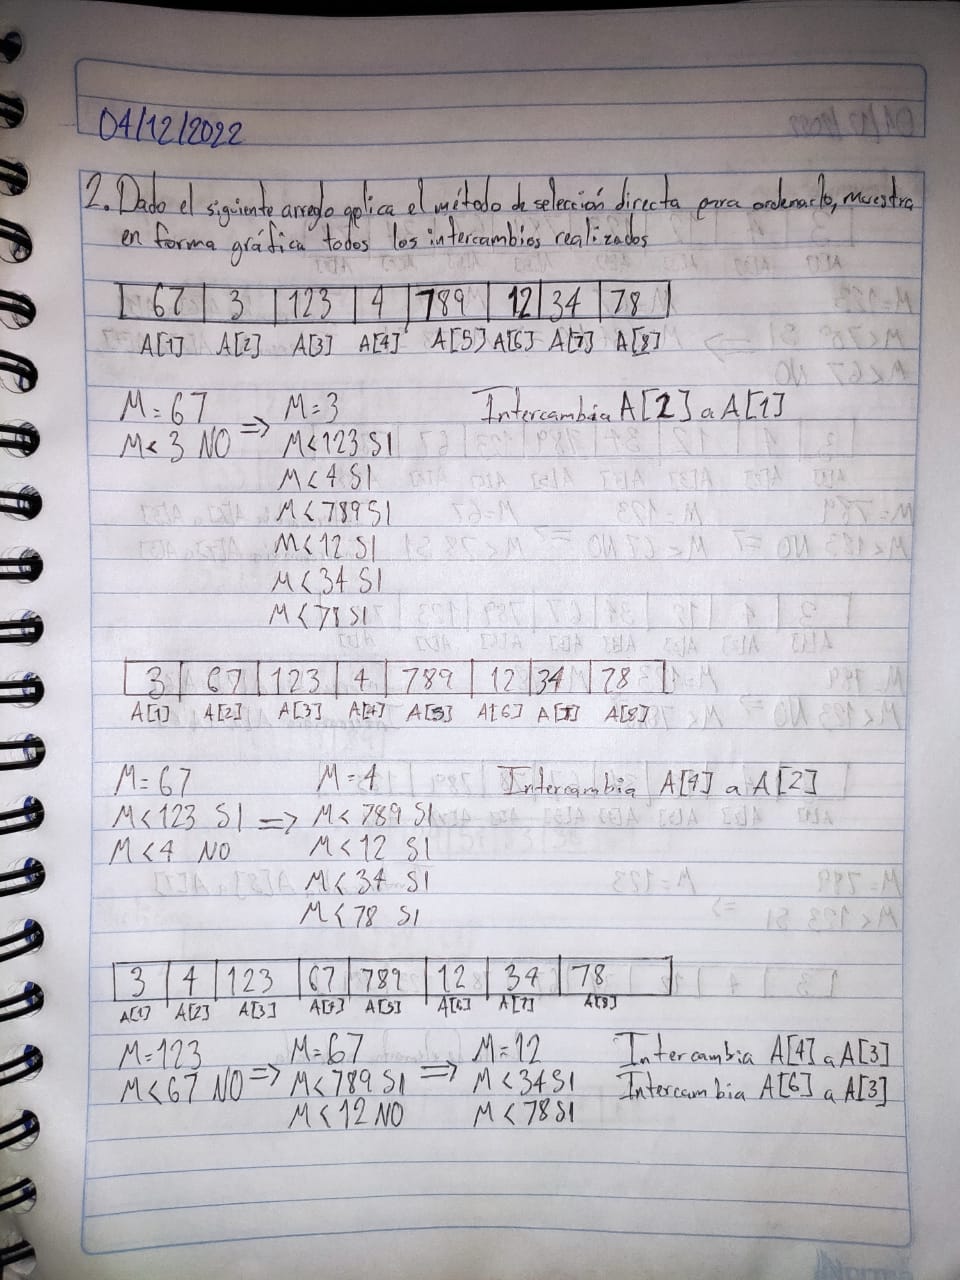 04/12/2022
2. Dado el siguiente arreglo aplica el método de selección directa para ordenarlo, muestra
en forma gráfica todos los intercambios realizados
67 3 123 4 789 12 34 78
A[1] A[2] A[3] A[4] A[5] A[6] A[7] A[8]
M=67 => M=3 Intercambia A[2] a A[1]
M<3 NO M<123 SI
M<4 SI
M<789 SI
M<12 SI
M<34 SI
M<78 SI
3 67 123 4 789 12 34 78
A[1] A[2] A[3] A[4] A[5] A[6] A[7] A[8]
M=67 M=4 Intercambia A[4] a A[2]
M<123 SI => M<789 SI
M<4 NO M<12 SI
M<34 SI
M<78 SI
3 4 123 67 789 12 34 78
A[1] A[2] A[3] A[4] A[5] A[6] A[7] A[8]
M=123 M=67 M=12 Intercambia A[4] a A[3]
M<67 NO => M<789 SI => M<34 SI Intercambia A[6] a A[3]
M<12 NO M<78 SI